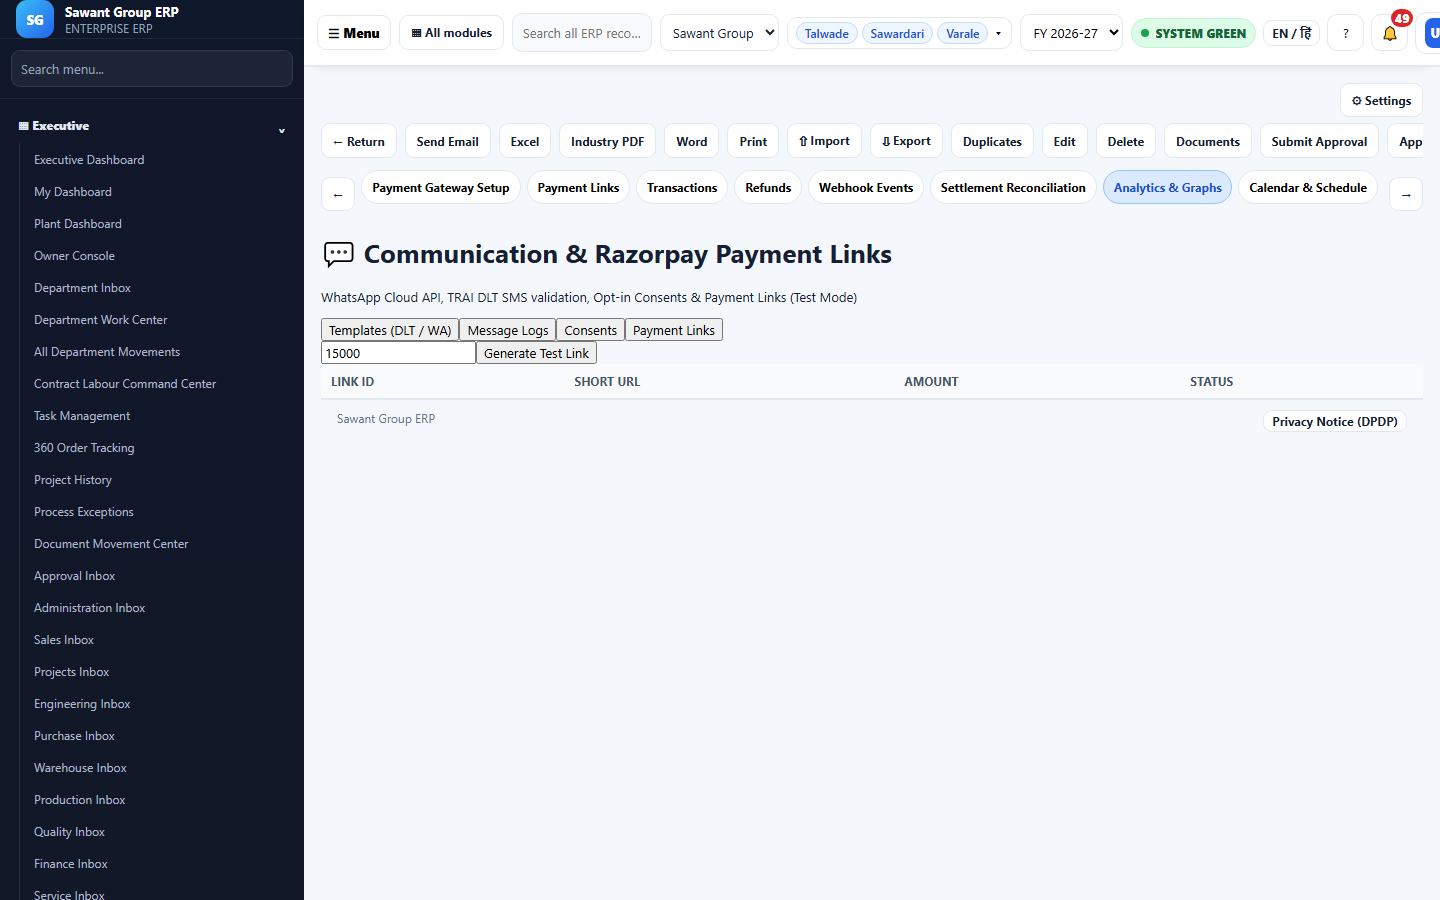 SG
Sawant Group ERP
ENTERPRISE ERP
Search menu...
Executive
Executive Dashboard
My Dashboard
Plant Dashboard
Owner Console
Department Inbox
Department Work Center
All Department Movements
Contract Labour Command Center
Task Management
360 Order Tracking
Project History
Process Exceptions
Document Movement Center
Approval Inbox
Administration Inbox
Sales Inbox
Projects Inbox
Engineering Inbox
Purchase Inbox
Warehouse Inbox
Production Inbox
Quality Inbox
Finance Inbox
Service Inbox
☰ Menu
All modules
Search all ERP reco...
Sawant Group
Talwade
Sawardari
Varale
FY 2026-27
SYSTEM GREEN
EN / हिं
?
49
U
Settings
← Return
Send Email
Excel
Industry PDF
Word
Print
⇧ Import
⇩ Export
Duplicates
Edit
Delete
Documents
Submit Approval
App
←
Payment Gateway Setup
Payment Links
Transactions
Refunds
Webhook Events
Settlement Reconciliation
Analytics & Graphs
Calendar & Schedule
→
Communication & Razorpay Payment Links
WhatsApp Cloud API, TRAI DLT SMS validation, Opt-in Consents & Payment Links (Test Mode)
Templates (DLT / WA)
Message Logs
Consents
Payment Links
15000
Generate Test Link
LINK ID
SHORT URL
AMOUNT
STATUS
Sawant Group ERP
Privacy Notice (DPDP)